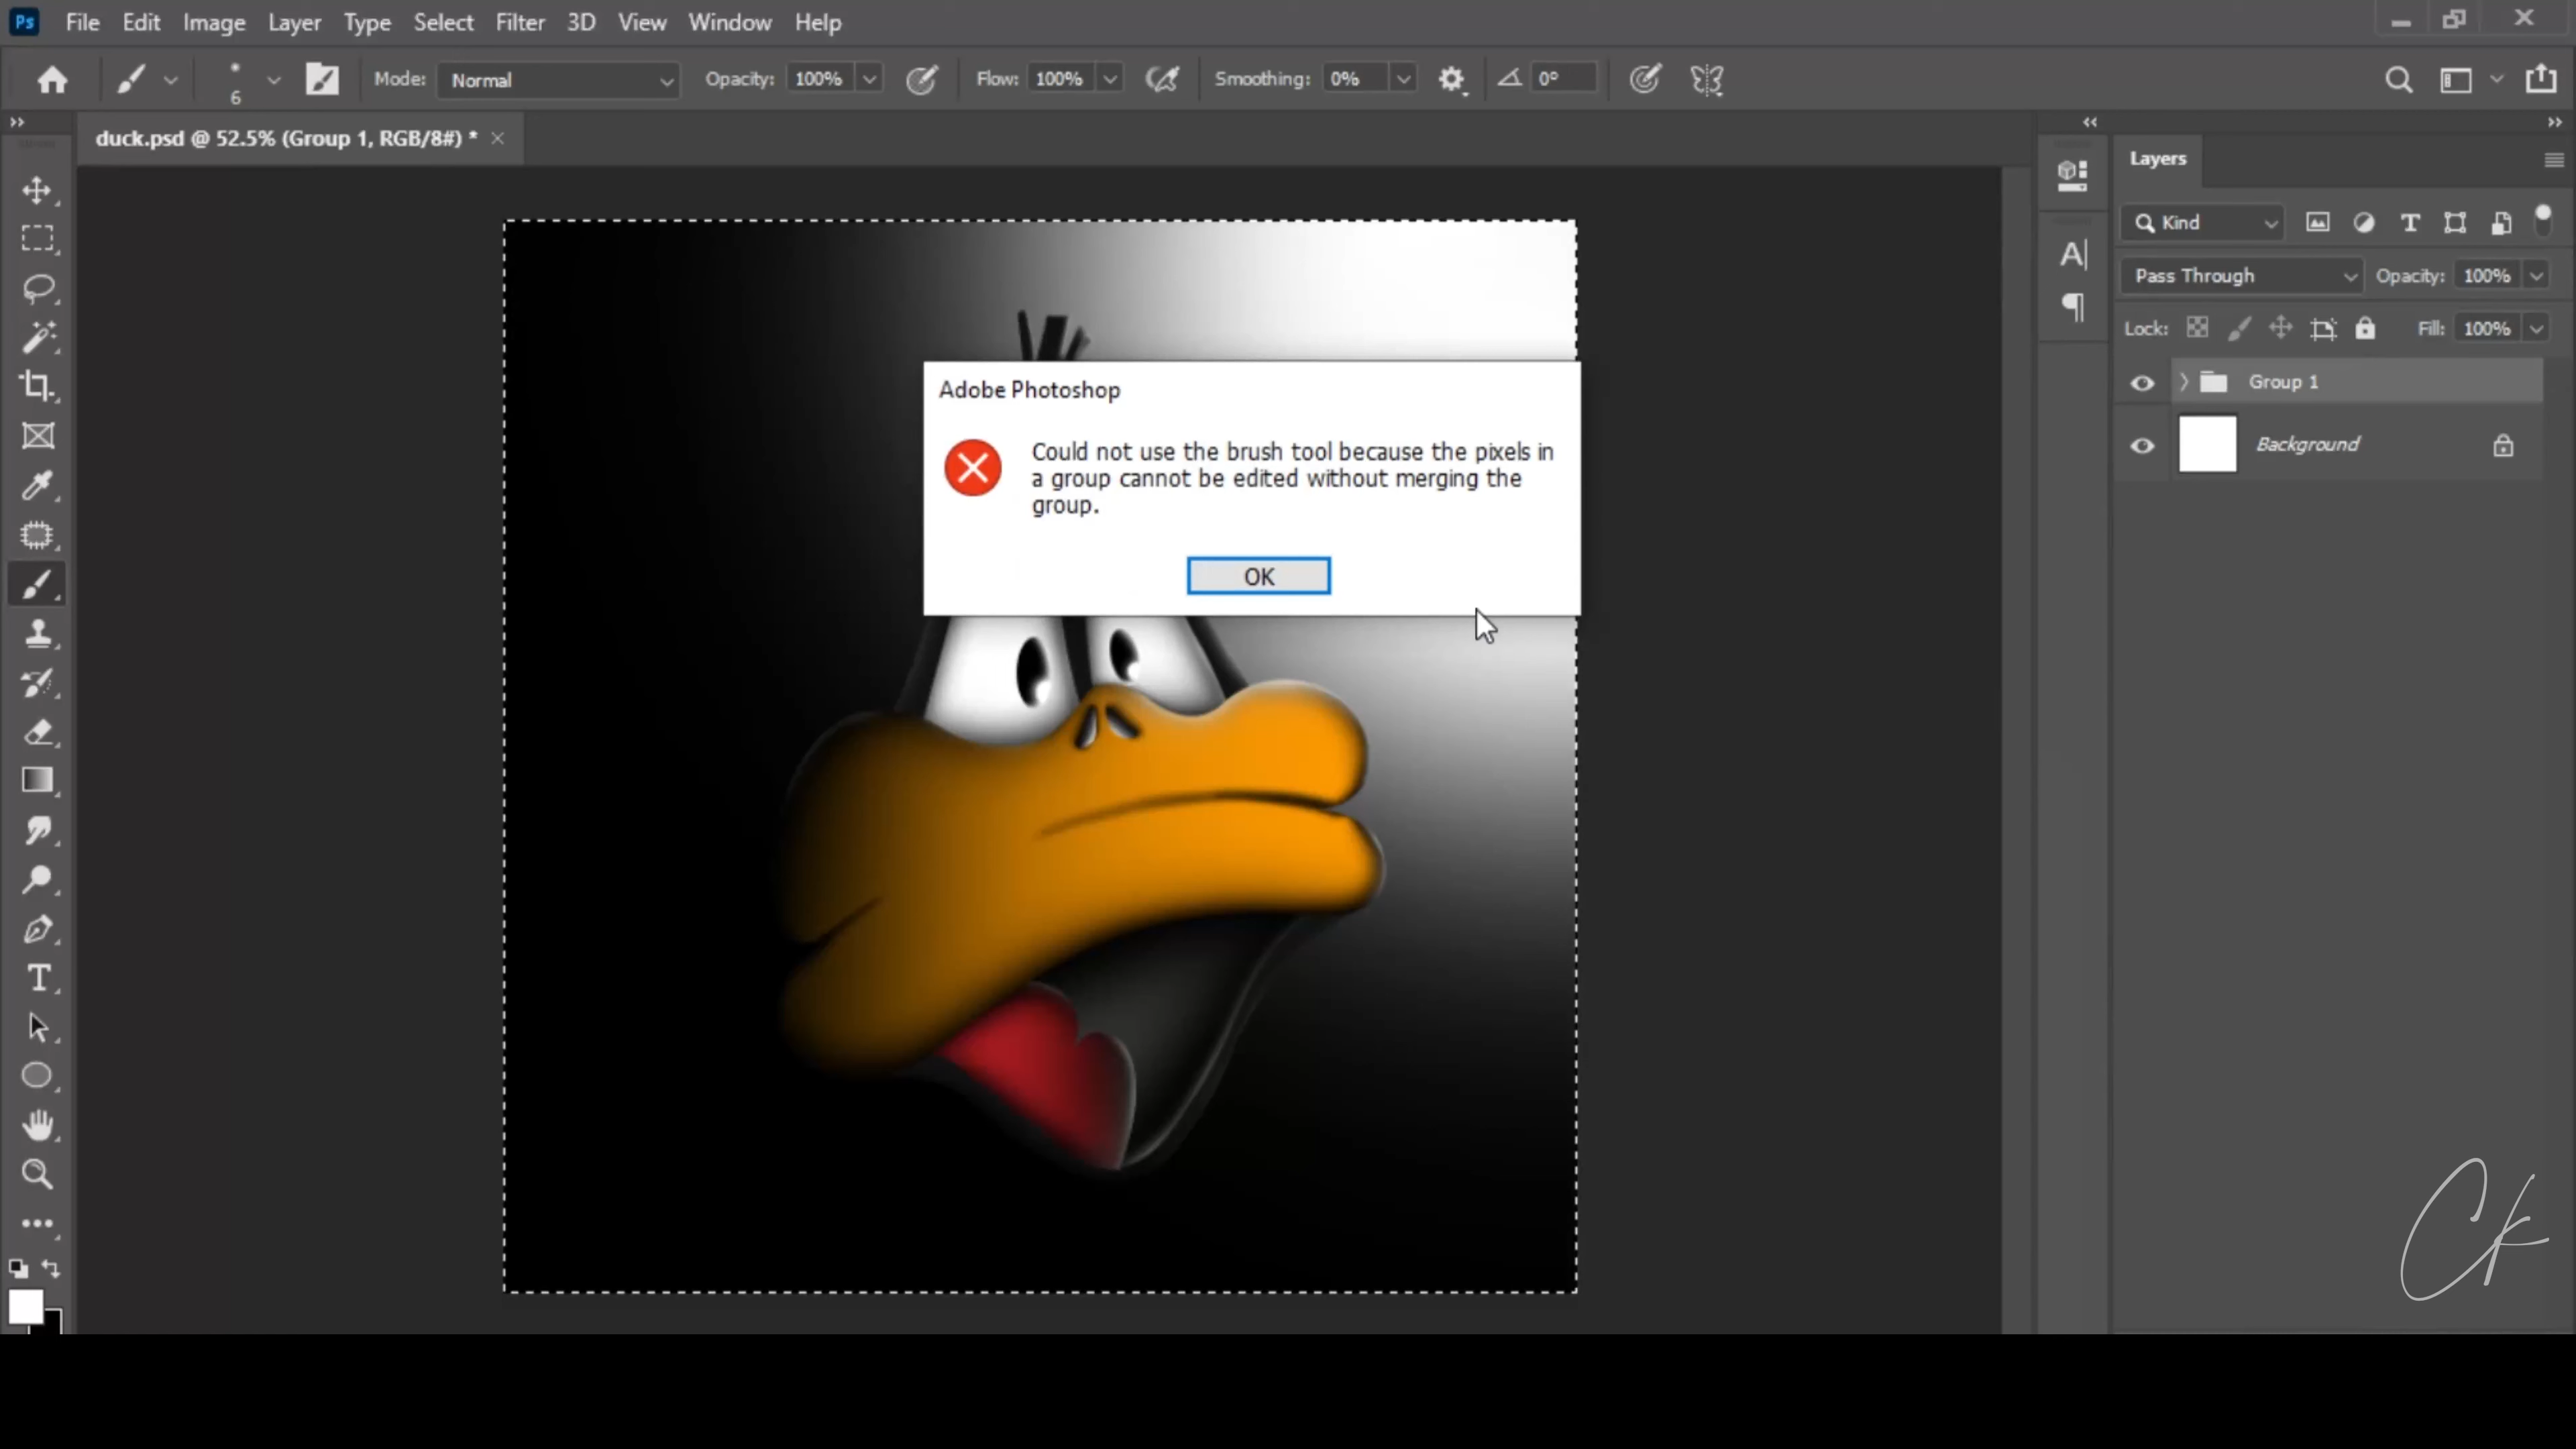 Ps File Edit Image Layer Type Select Filter 3D View Window Help
6 Mode: Normal Opacity: 100% Flow: 100% Smoothing: 0% 0°
duck.psd @ 52.5% (Group 1, RGB/8#) *
Layers
Kind
Pass Through Opacity: 100%
Lock: Fill: 100%
Group 1
Background
Adobe Photoshop
Could not use the brush tool because the pixels in
a group cannot be edited without merging the
group.
OK
Ck